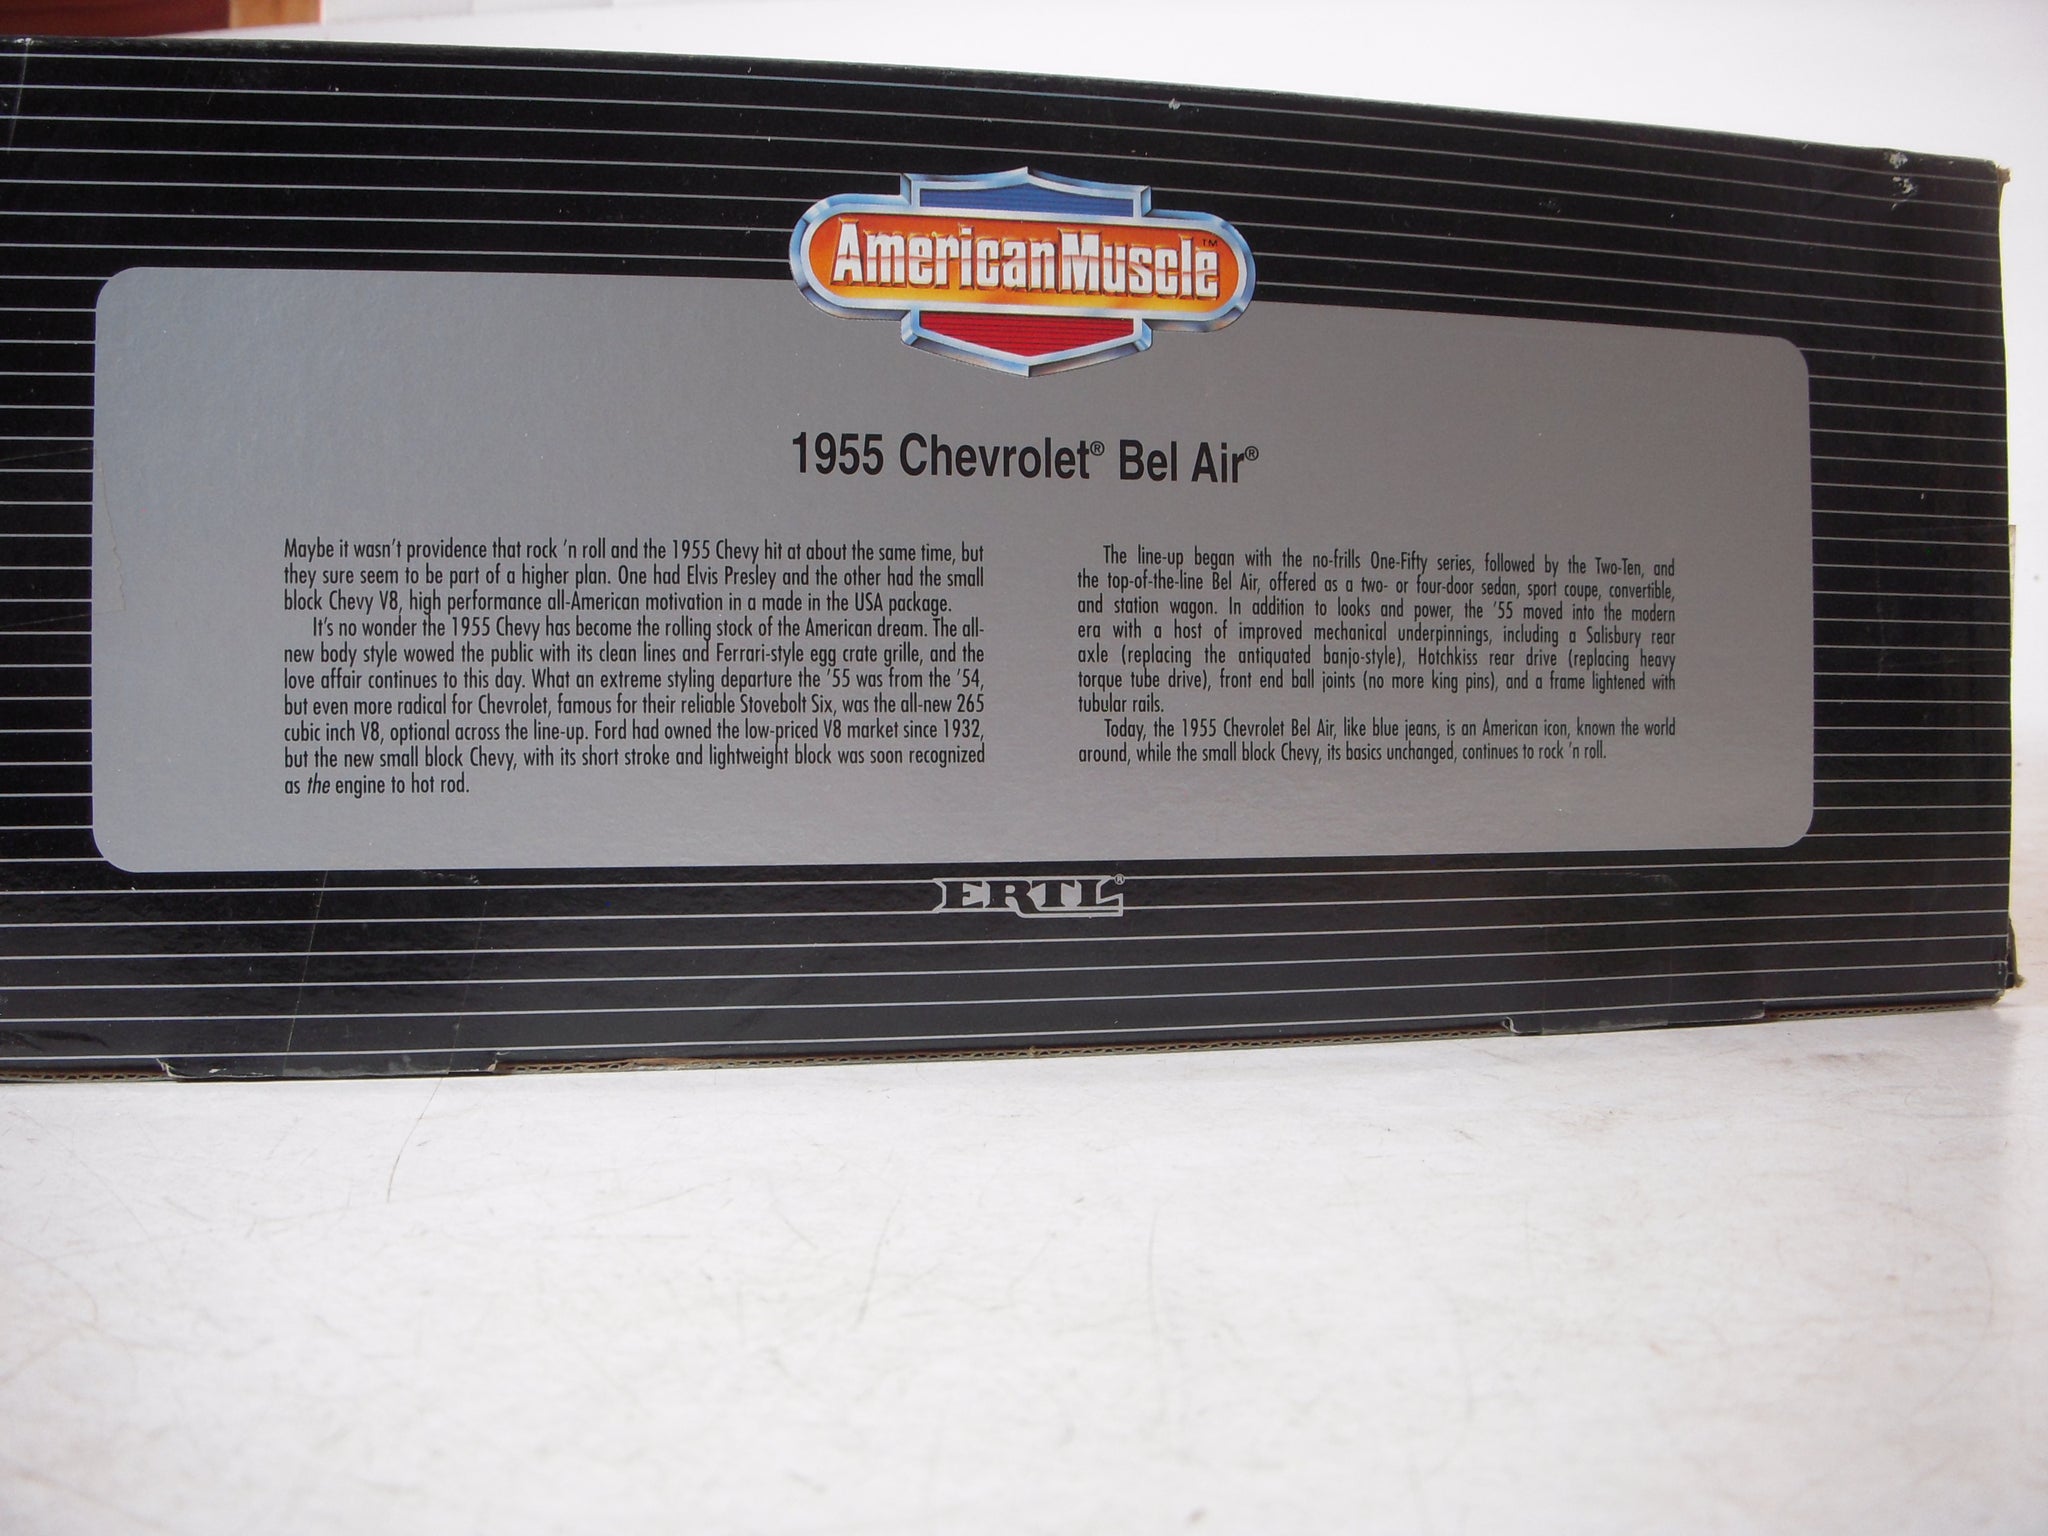 AmericanMuscle™
1955 Chevrolet® Bel Air®
Maybe it wasn't providence that rock 'n roll and the 1955 Chevy hit at about the same time, but
they sure seem to be part of a higher plan. One had Elvis Presley and the other had the small
block Chevy V8, high performance all-American motivation in a made in the USA package.
It's no wonder the 1955 Chevy has become the rolling stock of the American dream. The all-
new body style wowed the public with its clean lines and Ferrari-style egg crate grille, and the
love affair continues to this day. What an extreme styling departure the '55 was from the '54,
but even more radical for Chevrolet, famous for their reliable Stovebolt Six, was the all-new 265
cubic inch V8, optional across the line-up. Ford had owned the low-priced V8 market since 1932,
but the new small block Chevy, with its short stroke and lightweight block was soon recognized
as the engine to hot rod.
The line-up began with the no-frills One-Fifty series, followed by the Two-Ten, and
the top-of-the-line Bel Air, offered as a two- or four-door sedan, sport coupe, convertible,
and station wagon. In addition to looks and power, the '55 moved into the modern
era with a host of improved mechanical underpinnings, including a Salisbury rear
axle (replacing the antiquated banjo-style), Hotchkiss rear drive (replacing heavy
torque tube drive), front end ball joints (no more king pins), and a frame lightened with
tubular rails.
Today, the 1955 Chevrolet Bel Air, like blue jeans, is an American icon, known the world
around, while the small block Chevy, its basics unchanged, continues to rock 'n roll.
ERTL®